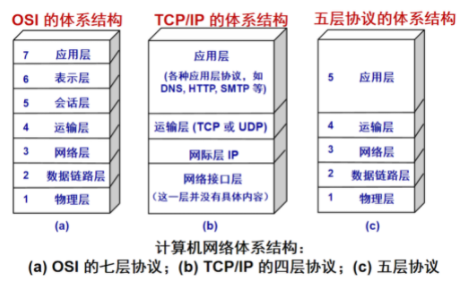 OSI 的体系结构
7 应用层
6 表示层
5 会话层
4 运输层
3 网络层
2 数据链路层
1 物理层
(a)
TCP/IP 的体系结构
应用层
(各种应用层协议，如
DNS, HTTP, SMTP 等)
运输层 (TCP 或 UDP)
网际层 IP
网络接口层
（这一层并没有具体内容）
(b)
五层协议的体系结构
5 应用层
4 运输层
3 网络层
2 数据链路层
1 物理层
(c)
计算机网络体系结构：
(a) OSI 的七层协议；(b) TCP/IP 的四层协议；(c) 五层协议